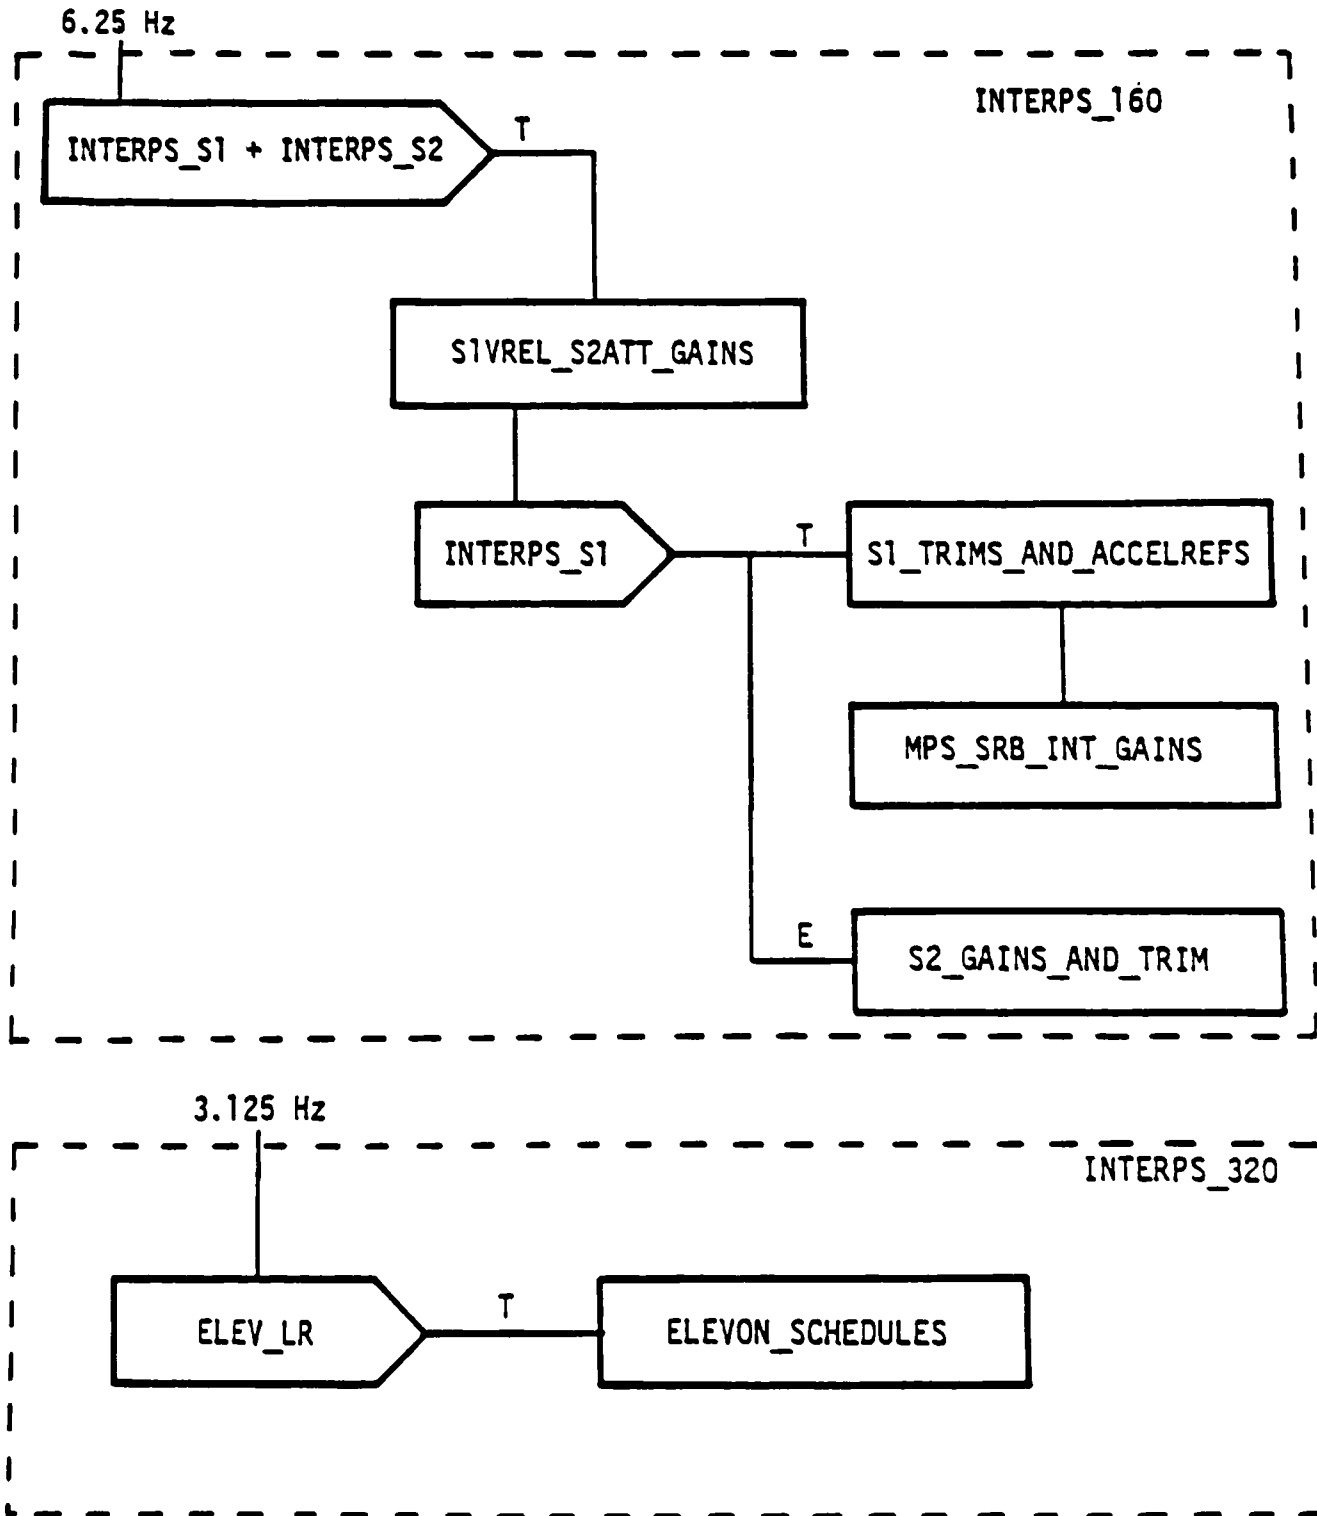 6.25 Hz
INTERPS_160
INTERPS_S1 + INTERPS_S2
T
S1VREL_S2ATT_GAINS
INTERPS_S1
T
S1_TRIMS_AND_ACCELREFS
MPS_SRB_INT_GAINS
E
S2_GAINS_AND_TRIM
3.125 Hz
INTERPS_320
ELEV_LR
T
ELEVON_SCHEDULES